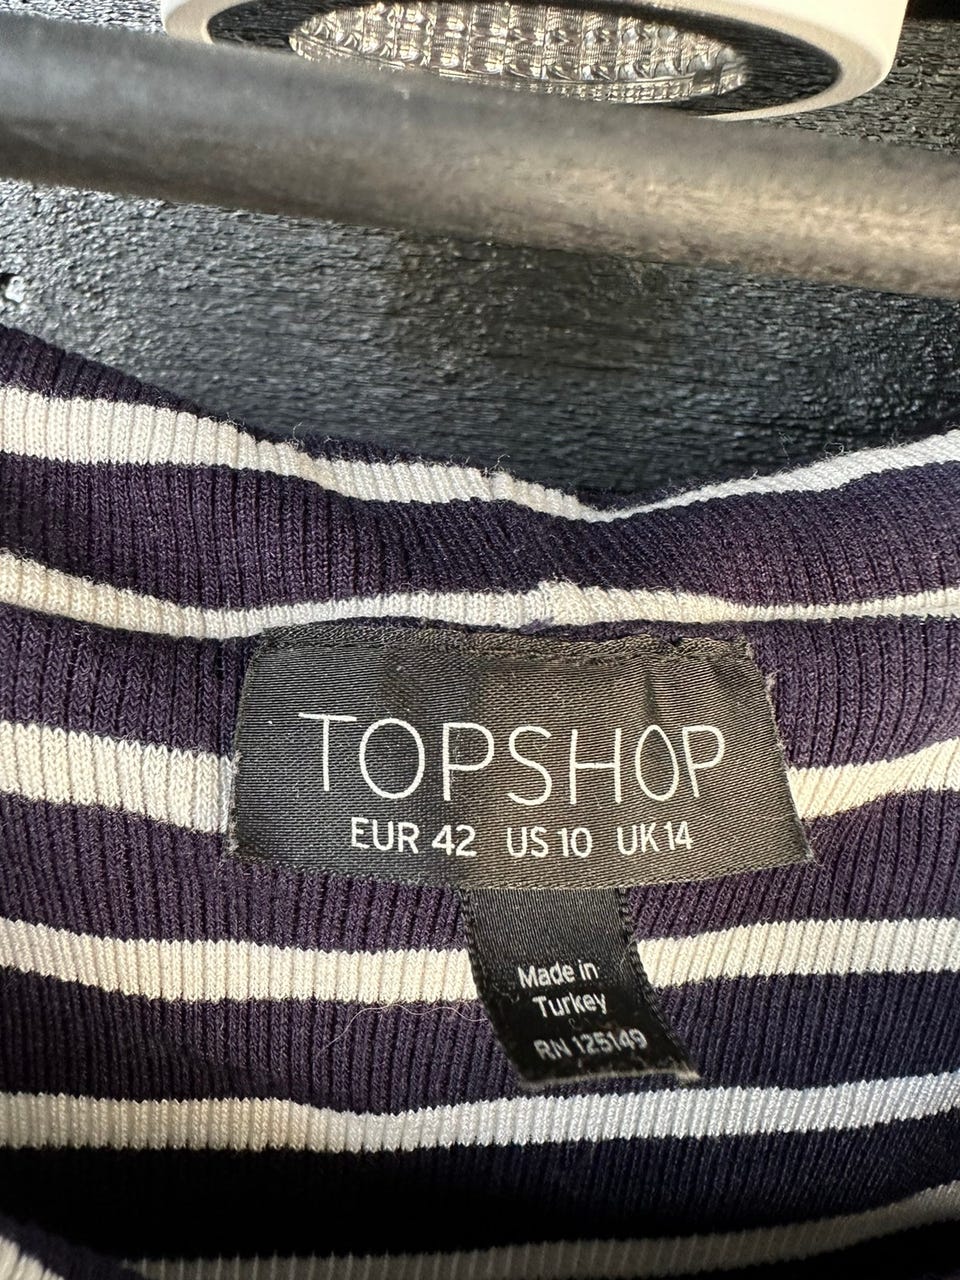 TOPSHOP
EUR 42 US 10 UK 14
Made in
Turkey
RN 125149